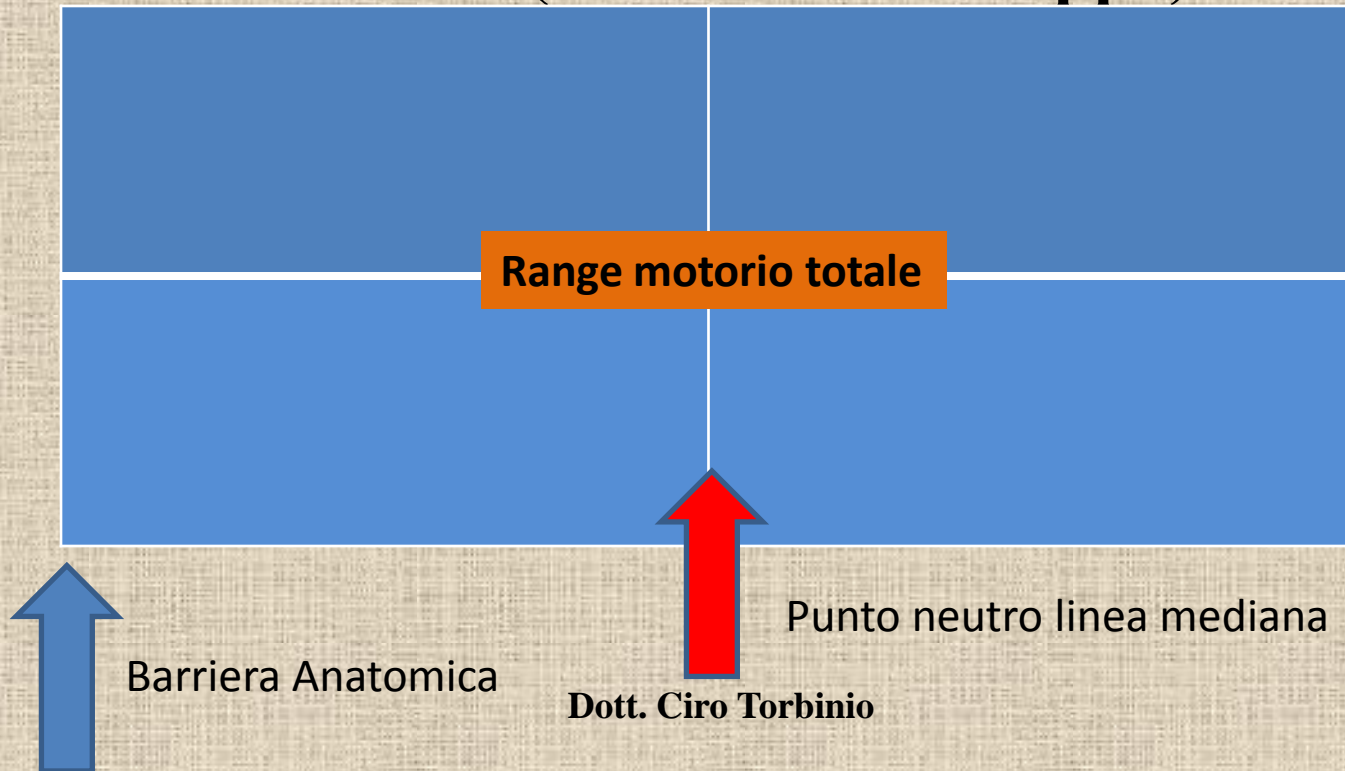 Range motorio totale
Punto neutro linea mediana
Barriera Anatomica
Dott. Ciro Torbinio